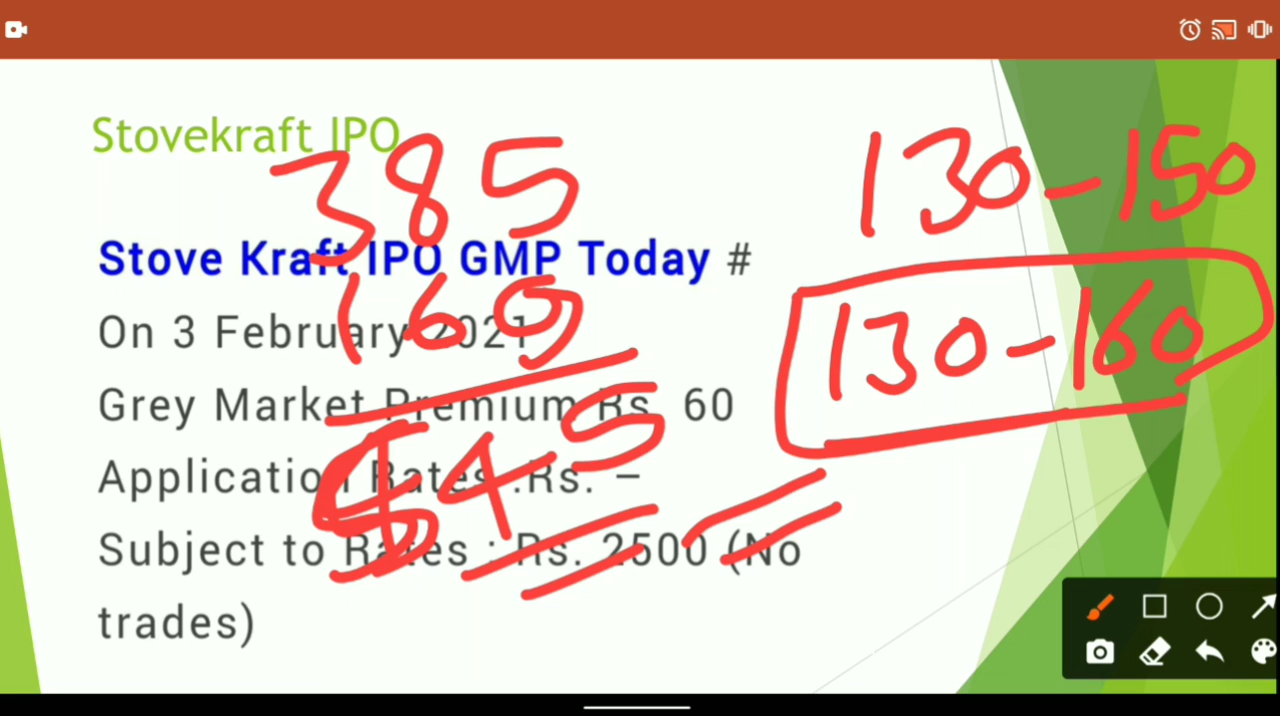 Stovekraft IPO
385
130-150
Stove Kraft IPO GMP Today #
160
130-160
On 3 February 2021
Grey Market Premium Rs. 60
545
Application Rates :Rs. –
Subject to Rates : Rs. 2500 (No
trades)